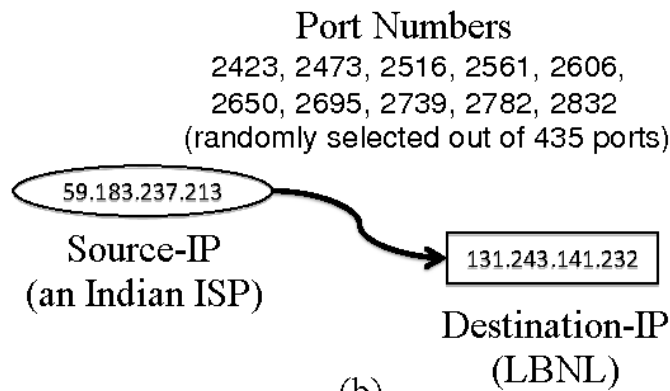 Port Numbers
2423, 2473, 2516, 2561, 2606,
2650, 2695, 2739, 2782, 2832
(randomly selected out of 435 ports)
59.183.237.213
Source-IP
(an Indian ISP)
131.243.141.232
Destination-IP
(LBNL)
(b)